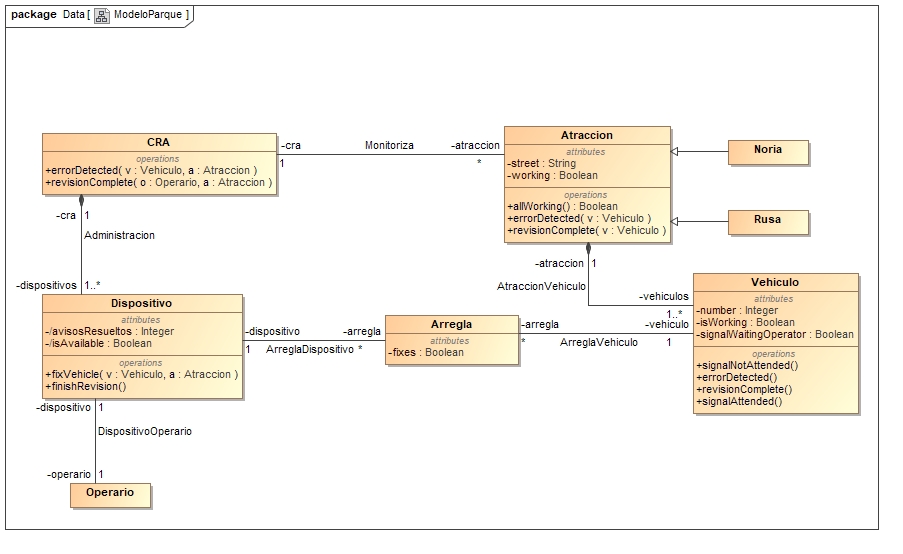 package Data [ ModeloParque ]
CRA
operations
+errorDetected( v : Vehiculo, a : Atraccion )
+revisionComplete( o : Operario, a : Atraccion )
-cra
1
Monitoriza
-atraccion
*
Atraccion
attributes
-street : String
-working : Boolean
operations
+allWorking() : Boolean
+errorDetected( v : Vehiculo )
+revisionComplete( v : Vehiculo )
Noria
Rusa
-cra 1
Administracion
-dispositivos 1..*
-atraccion 1
AtraccionVehiculo
-vehiculos
1..*
Dispositivo
attributes
-/avisosResueltos : Integer
-/isAvailable : Boolean
operations
+fixVehicle( v : Vehiculo, a : Atraccion )
+finishRevision()
-dispositivo
1
ArreglaDispositivo
-arregla
*
Arregla
attributes
-fixes : Boolean
-arregla
*
ArreglaVehiculo
-vehiculo
1
Vehiculo
attributes
-number : Integer
-isWorking : Boolean
-signalWaitingOperator : Boolean
operations
+signalNotAttended()
+errorDetected()
+revisionComplete()
+signalAttended()
-dispositivo 1
DispositivoOperario
-operario 1
Operario